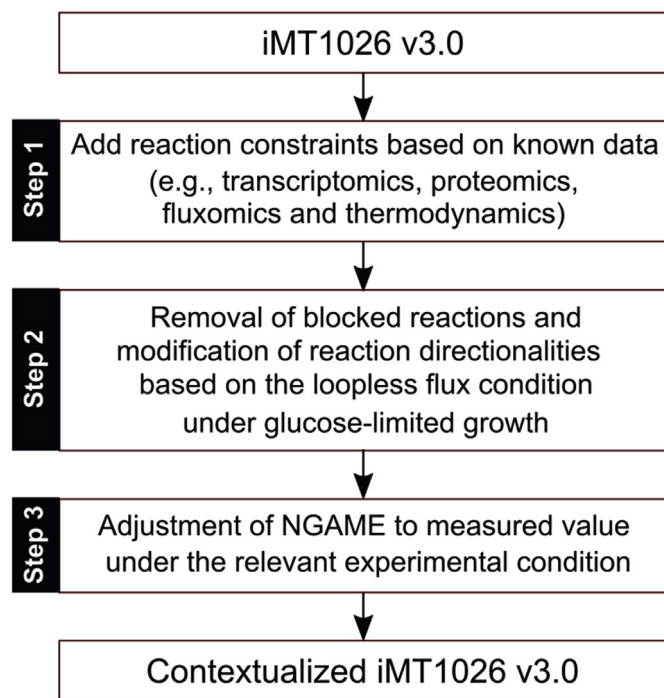 iMT1026 v3.0
Step 1
Add reaction constraints based on known data
(e.g., transcriptomics, proteomics,
fluxomics and thermodynamics)
Step 2
Removal of blocked reactions and
modification of reaction directionalities
based on the loopless flux condition
under glucose-limited growth
Step 3
Adjustment of NGAME to measured value
under the relevant experimental condition
Contextualized iMT1026 v3.0